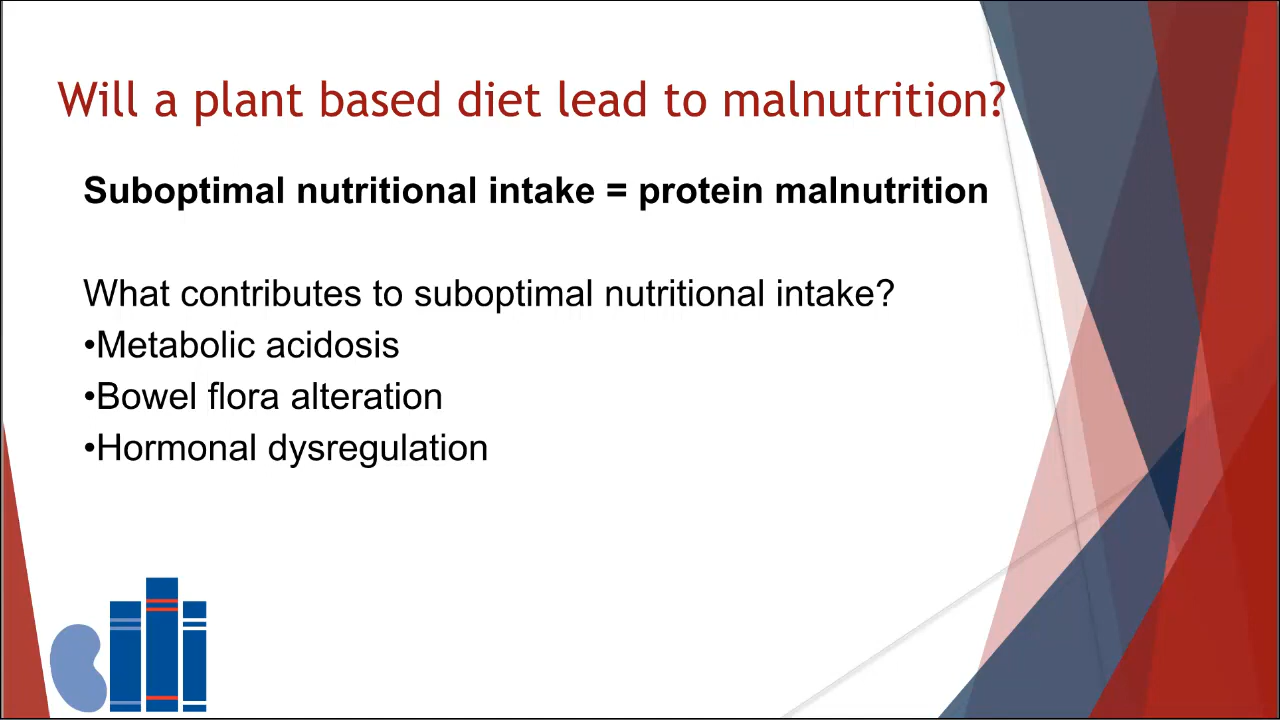 Will a plant based diet lead to malnutrition?
Suboptimal nutritional intake = protein malnutrition
What contributes to suboptimal nutritional intake?
•Metabolic acidosis
•Bowel flora alteration
•Hormonal dysregulation